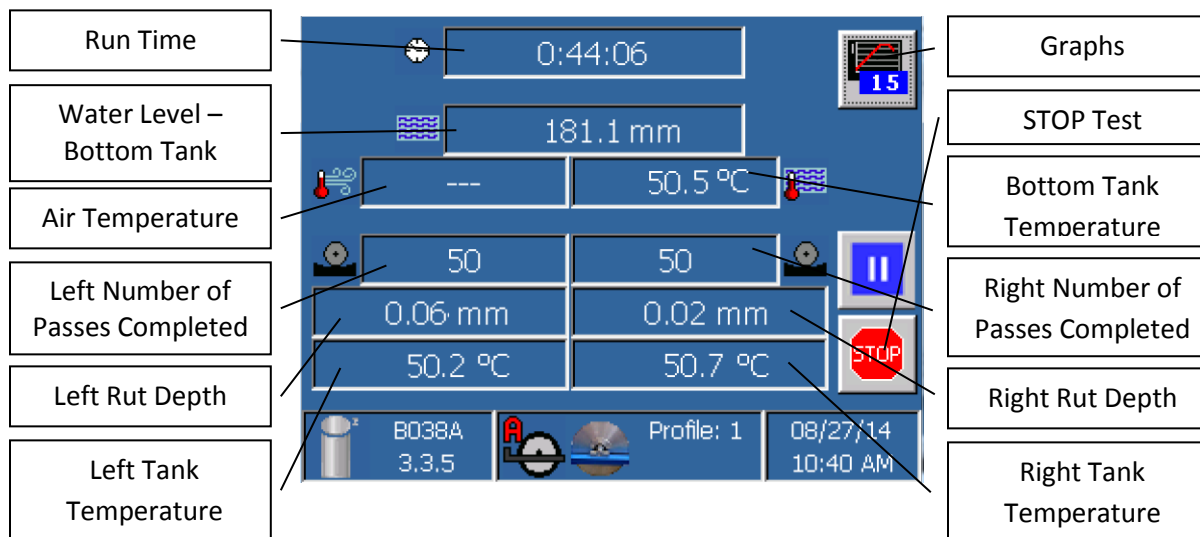 Run Time
Water Level –
Bottom Tank
Air Temperature
Left Number of
Passes Completed
Left Rut Depth
Left Tank
Temperature
0:44:06
181.1 mm
---
50.5 ºC
50
50
0.06 mm
0.02 mm
50.2 ºC
50.7 ºC
15
STOP
B038A
3.3.5
A
Profile: 1
08/27/14
10:40 AM
Graphs
STOP Test
Bottom Tank
Temperature
Right Number of
Passes Completed
Right Rut Depth
Right Tank
Temperature